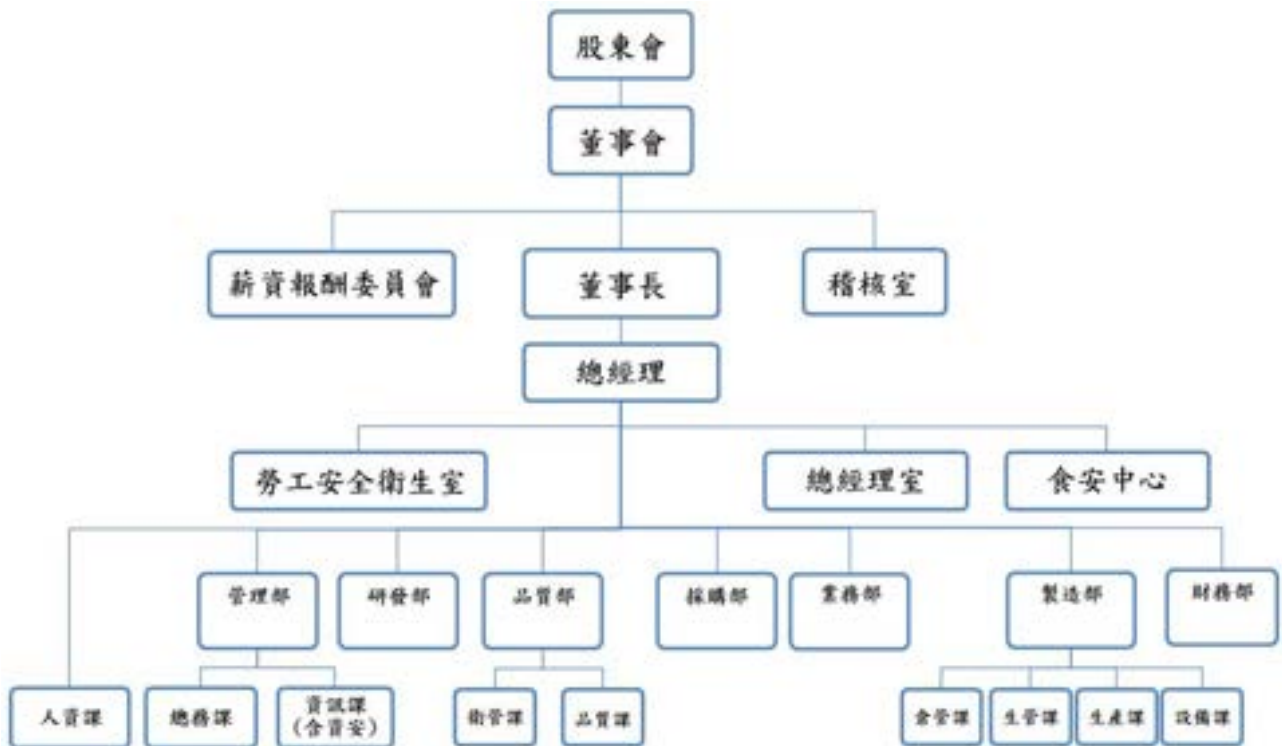 股東會
董事會
薪資報酬委員會
董事長
稽核室
總經理
勞工安全衛生室
總經理室
食安中心
管理部
研發部
品質部
採購部
業務部
製造部
財務部
人資課
總務課
資訊課
(含資安)
衛管課
品質課
倉管課
生管課
生產課
設備課